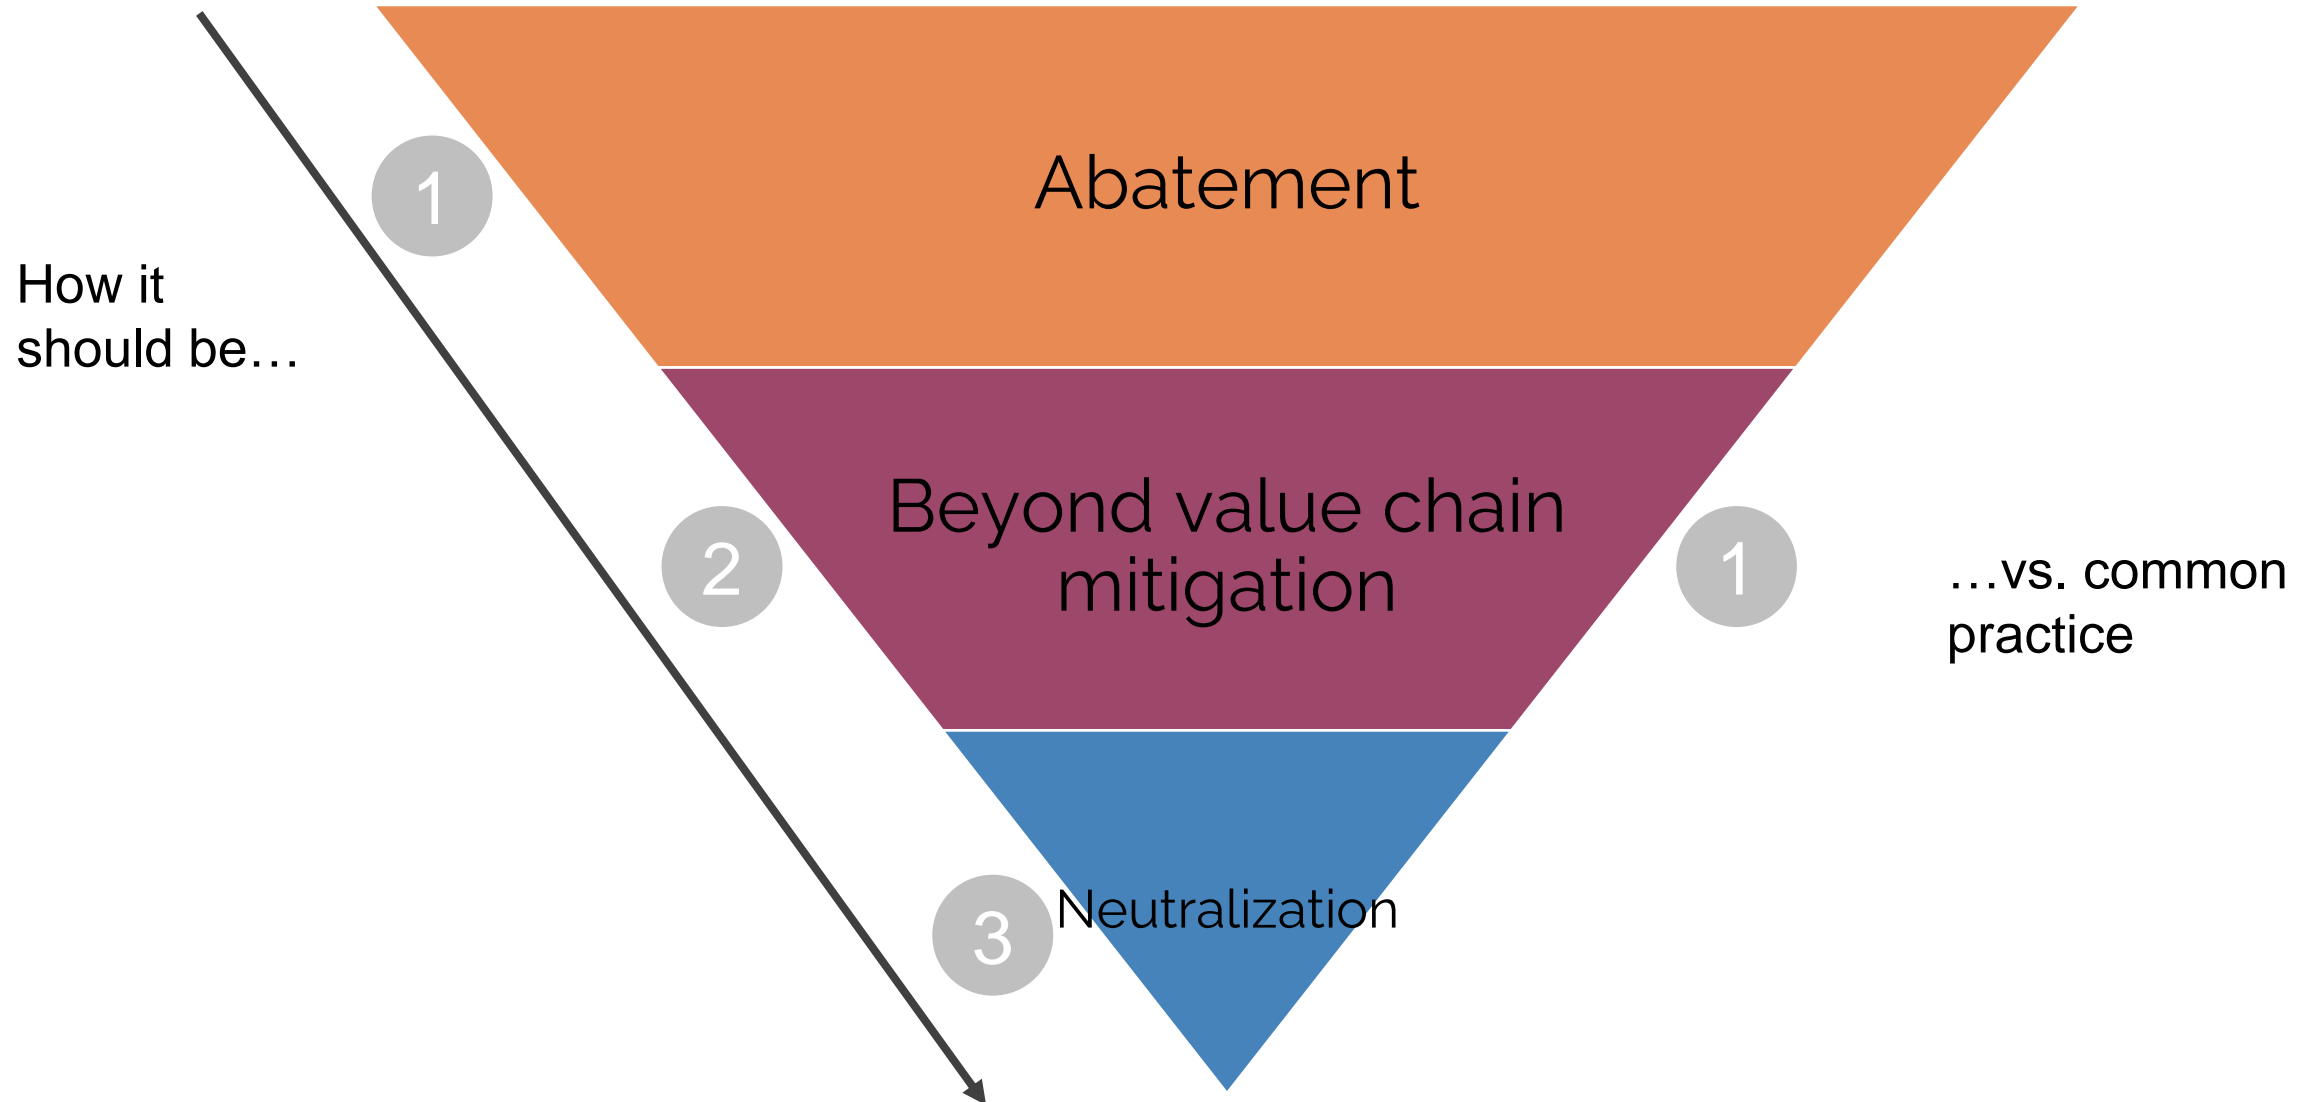 1
Abatement
How it
should be…
2
Beyond value chain
mitigation
1
…vs. common
practice
3
Neutralization